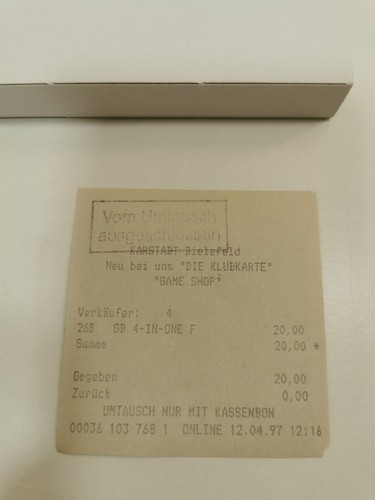 Vom Umtausch
ausgeschlossen
KARSTADT Bielefeld
Neu bei uns "DIE KLUBKARTE"
"GAME SHOP"
Verkäufer: 4
268 GB 4-IN-ONE F 20,00
Summe 20,00 *
Gegeben 20,00
Zurück 0,00
UMTAUSCH NUR MIT KASSENBON
00036 103 768 1 ONLINE 12.04.97 12:16